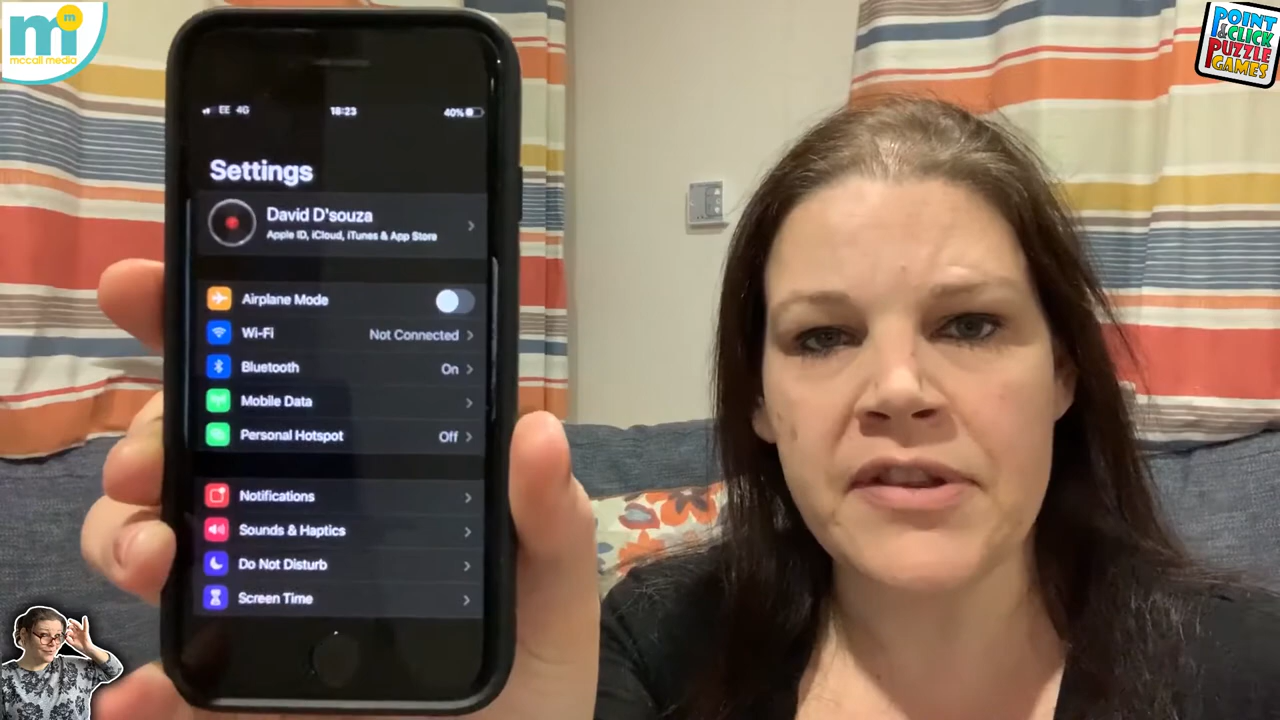 m
m
mccall media
POINT
&CLICK
PUZZLE
GAMES
EE 4G
18:23
40%
Settings
David D'souza
Apple ID, iCloud, iTunes & App Store
Airplane Mode
Wi-Fi Not Connected
Bluetooth On
Mobile Data
Personal Hotspot Off
Notifications
Sounds & Haptics
Do Not Disturb
Screen Time